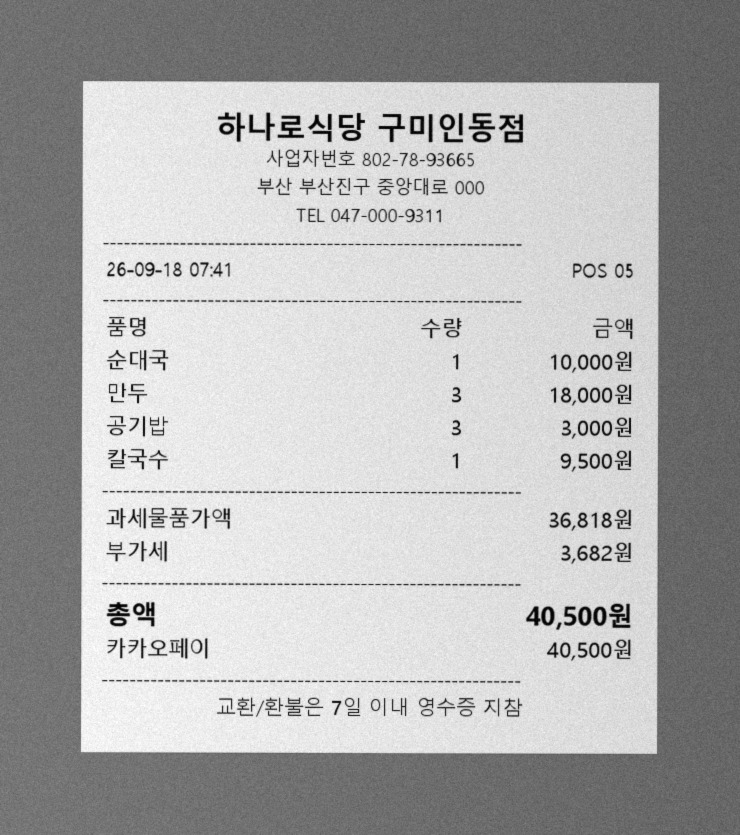 하나로식당 구미인동점
사업자번호 802-78-93665
부산 부산진구 중앙대로 000
TEL 047-000-9311
26-09-18 07:41 POS 05
품명 수량 금액
순대국 1 10,000원
만두 3 18,000원
공기밥 3 3,000원
칼국수 1 9,500원
과세물품가액 36,818원
부가세 3,682원
총액 40,500원
카카오페이 40,500원
교환/환불은 7일 이내 영수증 지참